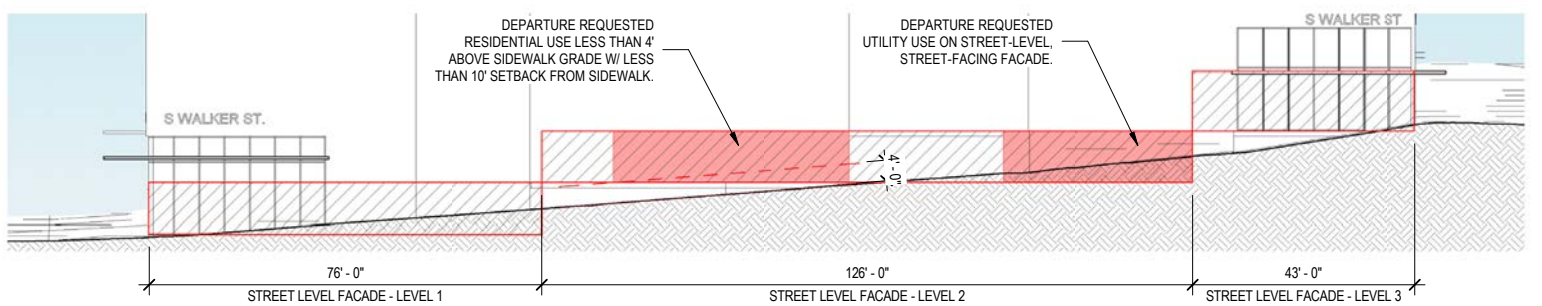 DEPARTURE REQUESTED
RESIDENTIAL USE LESS THAN 4'
ABOVE SIDEWALK GRADE W/ LESS
THAN 10' SETBACK FROM SIDEWALK.
DEPARTURE REQUESTED
UTILITY USE ON STREET-LEVEL,
STREET-FACING FACADE.
S WALKER ST
S WALKER ST.
4' - 0"
76' - 0"
126' - 0"
43' - 0"
STREET LEVEL FACADE - LEVEL 1
STREET LEVEL FACADE - LEVEL 2
STREET LEVEL FACADE - LEVEL 3